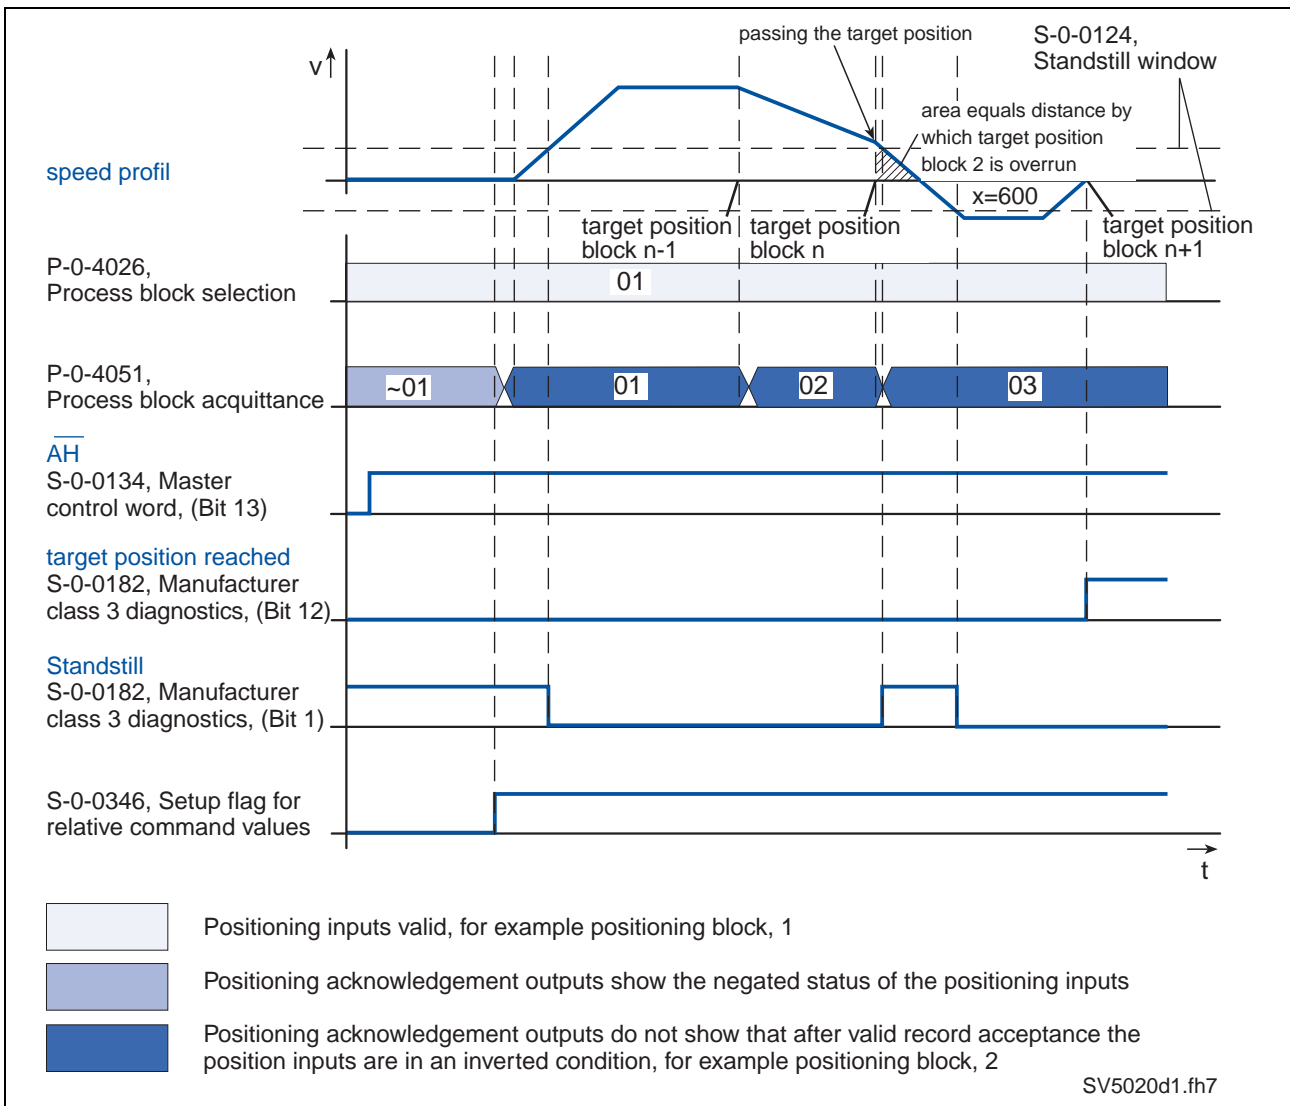 passing the target position
S-0-0124,
Standstill window
v
area equals distance by
which target position
block 2 is overrun
speed profil
x=600
target position
block n-1
target position
block n
target position
block n+1
P-0-4026,
Process block selection
01
P-0-4051,
Process block acquittance
~01
01
02
03
AH
S-0-0134, Master
control word, (Bit 13)
target position reached
S-0-0182, Manufacturer
class 3 diagnostics, (Bit 12)
Standstill
S-0-0182, Manufacturer
class 3 diagnostics, (Bit 1)
S-0-0346, Setup flag for
relative command values
t
Positioning inputs valid, for example positioning block, 1
Positioning acknowledgement outputs show the negated status of the positioning inputs
Positioning acknowledgement outputs do not show that after valid record acceptance the
position inputs are in an inverted condition, for example positioning block, 2
SV5020d1.fh7